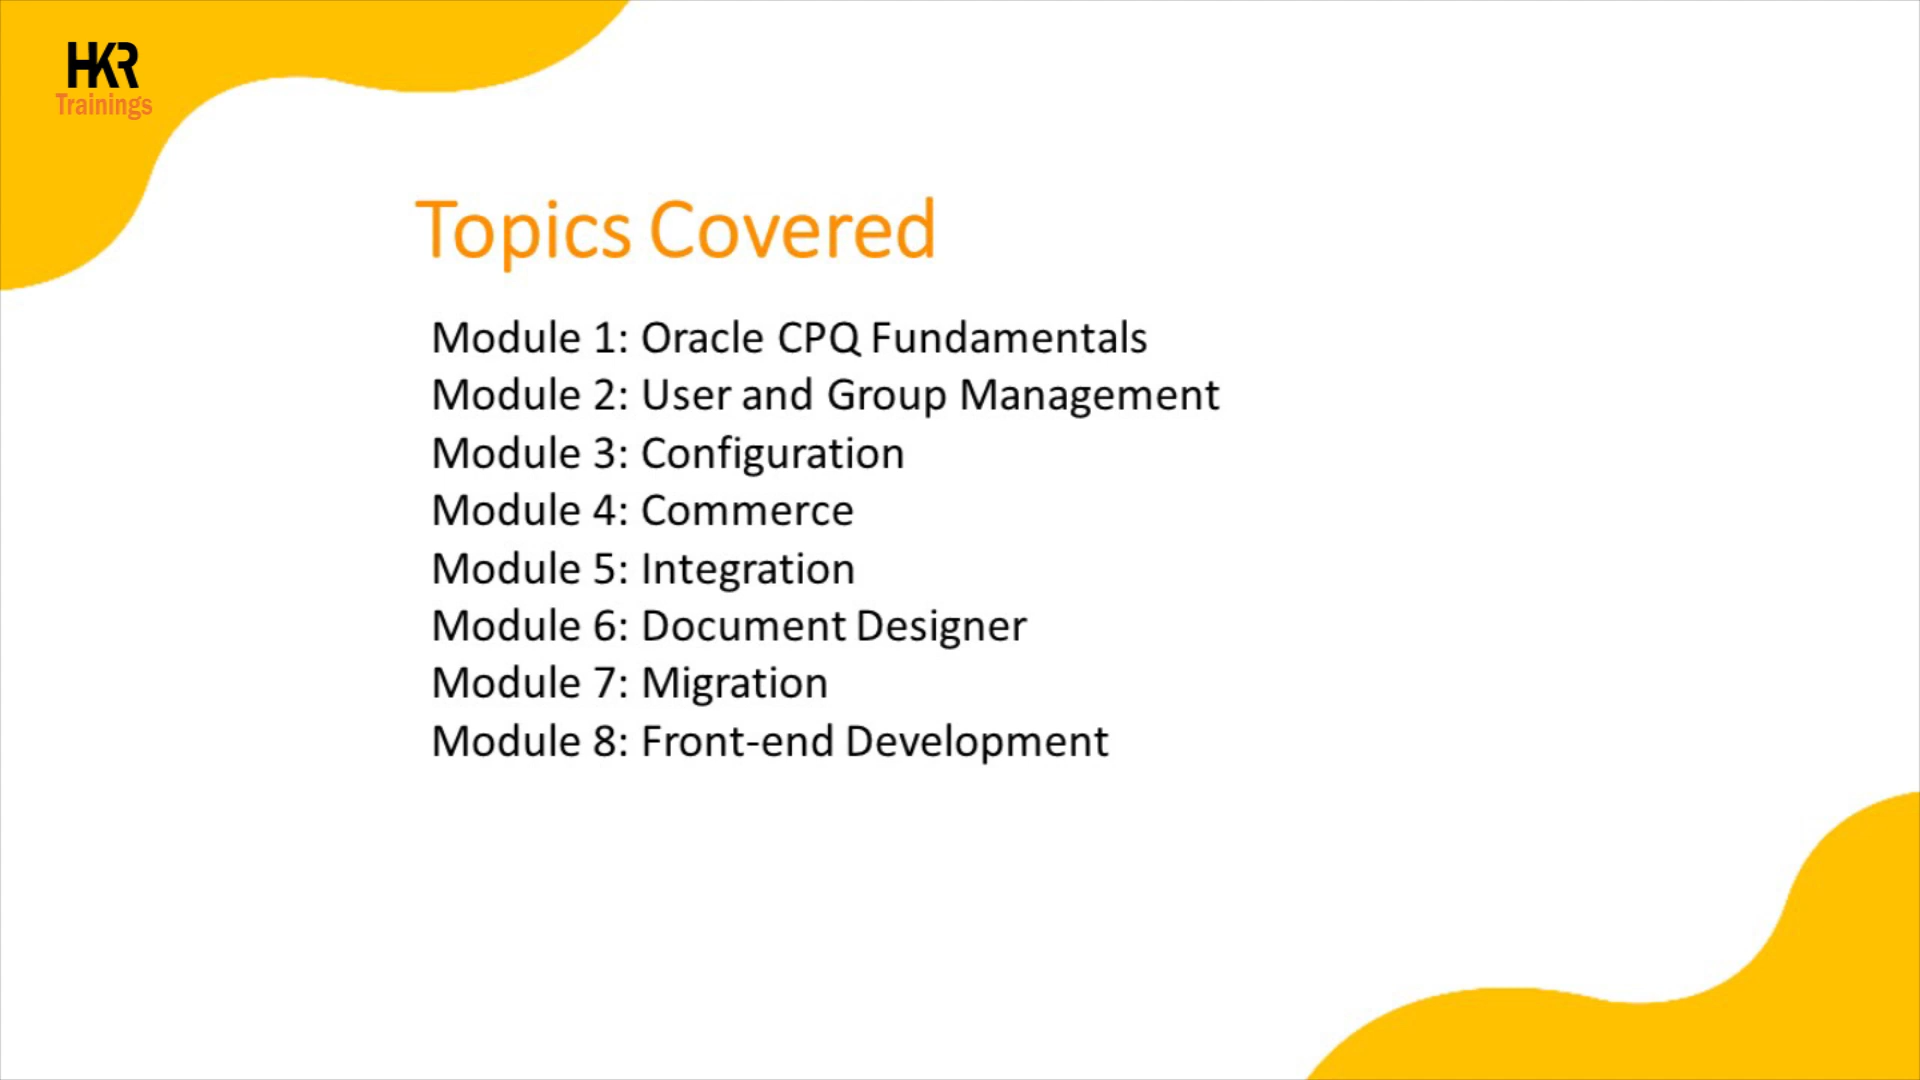 HKR
Trainings
Topics Covered
Module 1: Oracle CPQ Fundamentals
Module 2: User and Group Management
Module 3: Configuration
Module 4: Commerce
Module 5: Integration
Module 6: Document Designer
Module 7: Migration
Module 8: Front-end Development